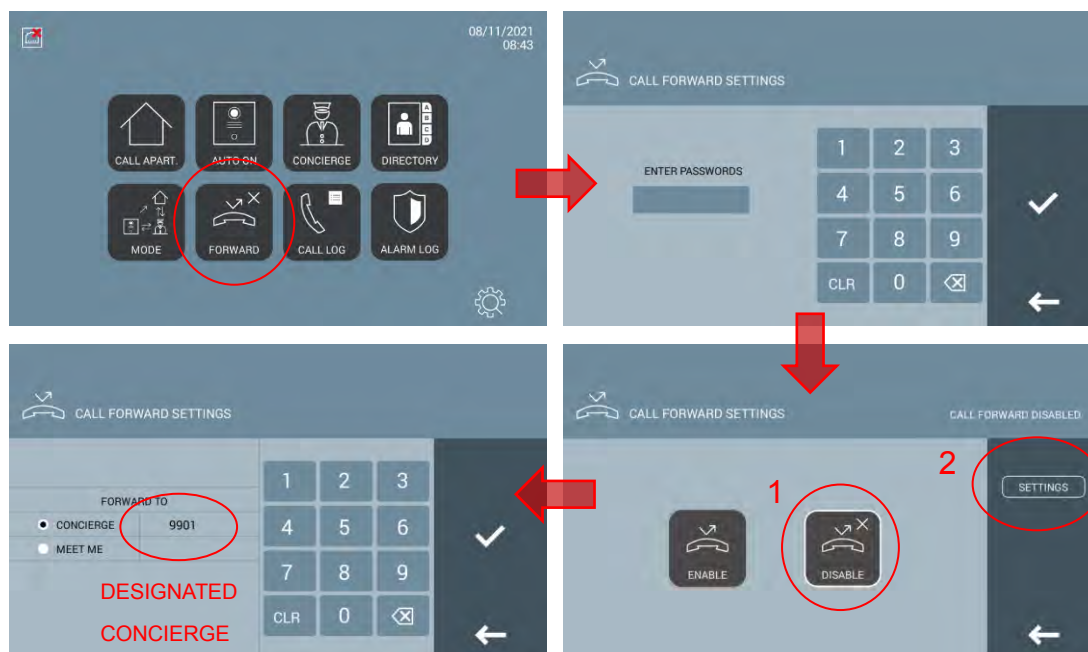 08/11/2021
08:43
CALL APART.
AUTO ON
CONCIERGE
A
B
C
D
DIRECTORY
MODE
FORWARD
CALL LOG
ALARM LOG
CALL FORWARD SETTINGS
ENTER PASSWORDS
1 2 3
4 5 6
7 8 9
CLR 0
CALL FORWARD SETTINGS
FORWARD TO
CONCIERGE 9901
MEET ME
DESIGNATED
CONCIERGE
1 2 3
4 5 6
7 8 9
CLR 0
CALL FORWARD SETTINGS
CALL FORWARD DISABLED
1
2
SETTINGS
ENABLE
DISABLE